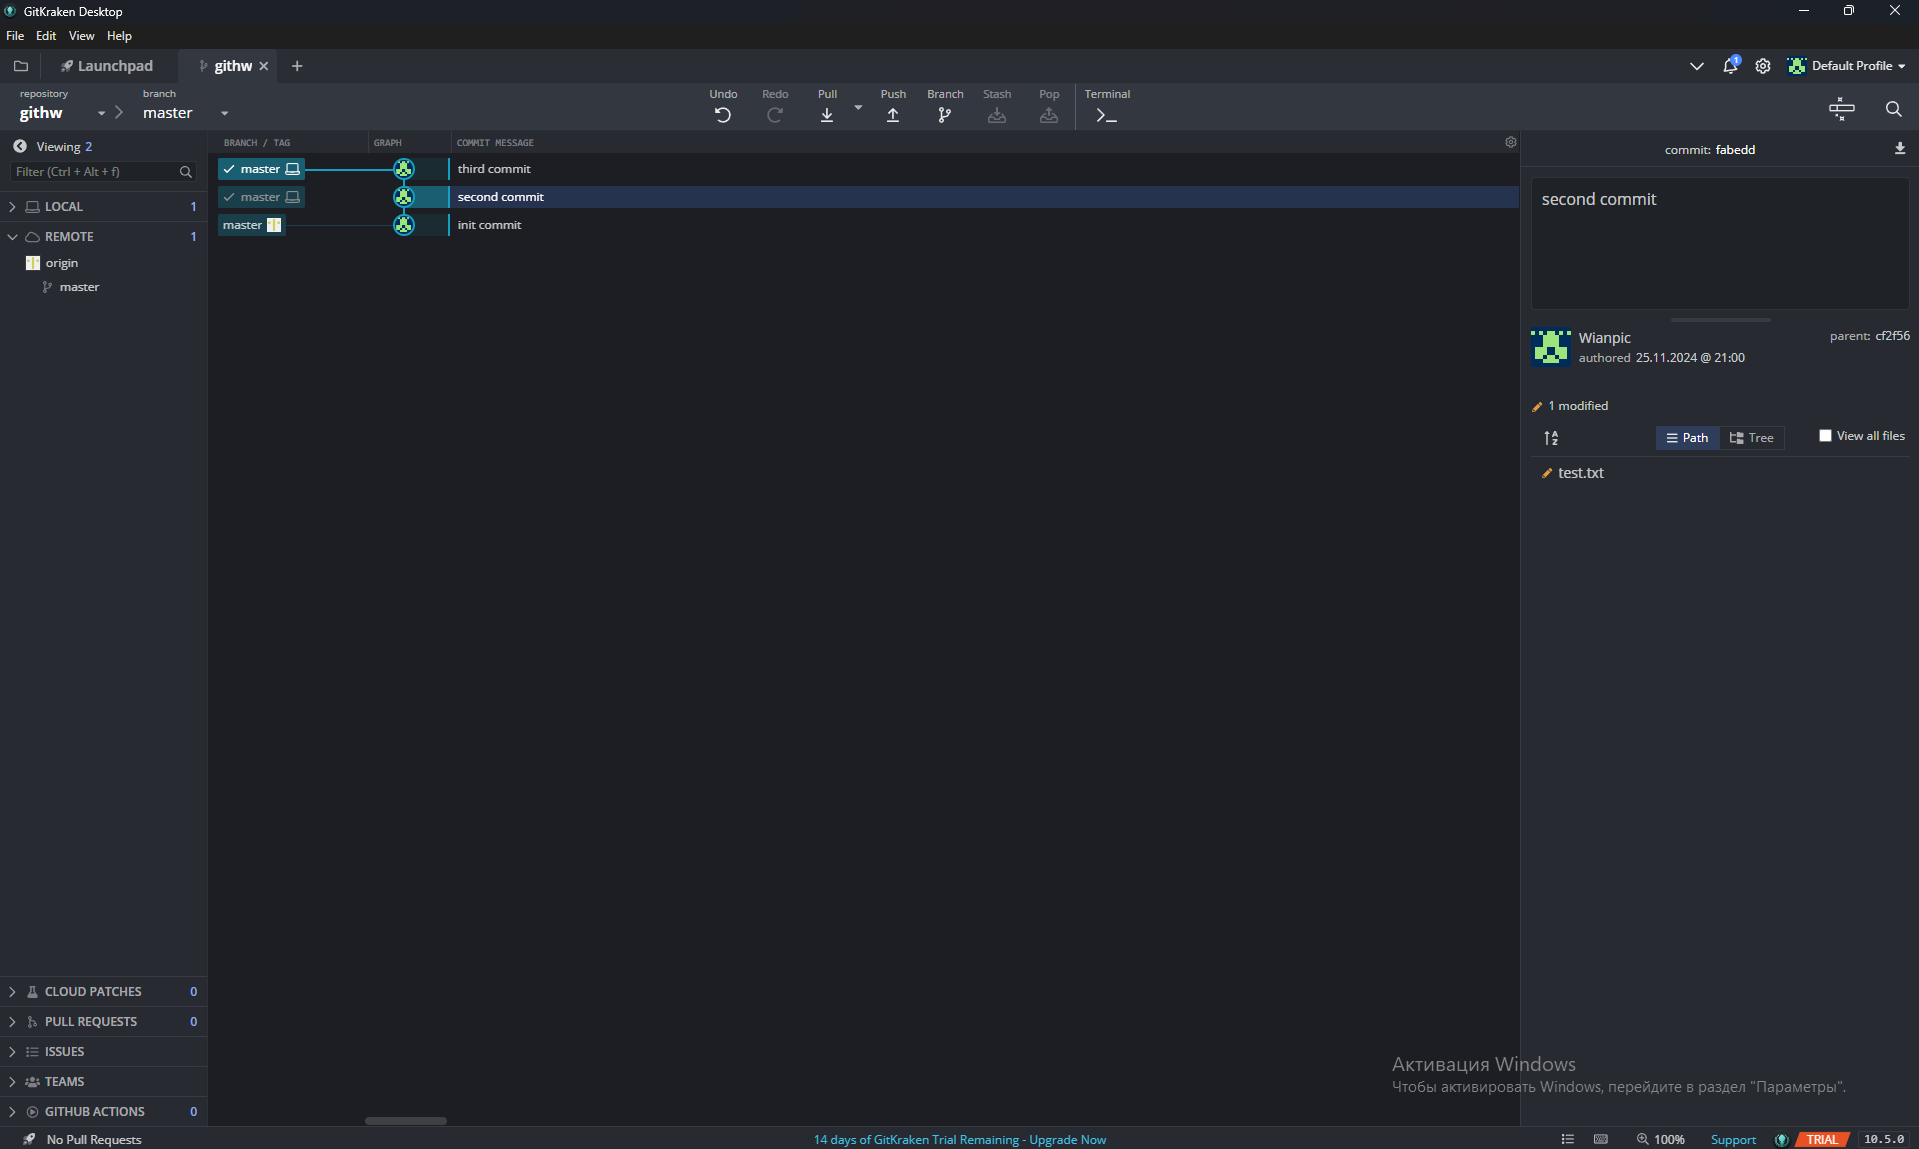 GitKraken Desktop
File Edit View Help
Launchpad githw Default Profile
1
repository branch Undo Redo Pull Push Branch Stash Pop Terminal
githw master
Viewing 2 BRANCH / TAG GRAPH COMMIT MESSAGE commit: fabedd
Filter (Ctrl + Alt + f) master third commit
master second commit second commit
LOCAL 1
master init commit
REMOTE 1
origin
master
Wianpic parent: cf2f56
authored 25.11.2024 @ 21:00
1 modified
Path Tree View all files
test.txt
CLOUD PATCHES 0
PULL REQUESTS 0
ISSUES
TEAMS
GITHUB ACTIONS 0
Активация Windows
Чтобы активировать Windows, перейдите в раздел "Параметры".
No Pull Requests 14 days of GitKraken Trial Remaining - Upgrade Now 100% Support TRIAL 10.5.0